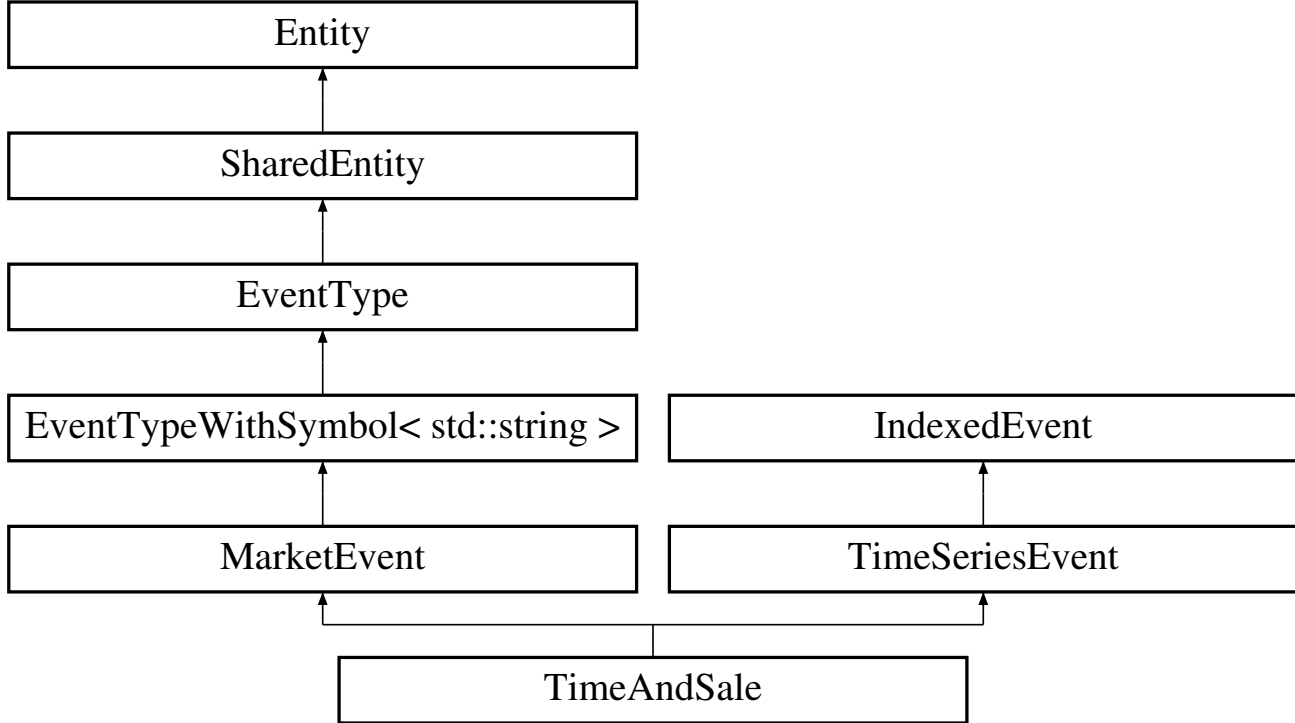 Entity
SharedEntity
EventType
EventTypeWithSymbol< std::string >
IndexedEvent
MarketEvent
TimeSeriesEvent
TimeAndSale